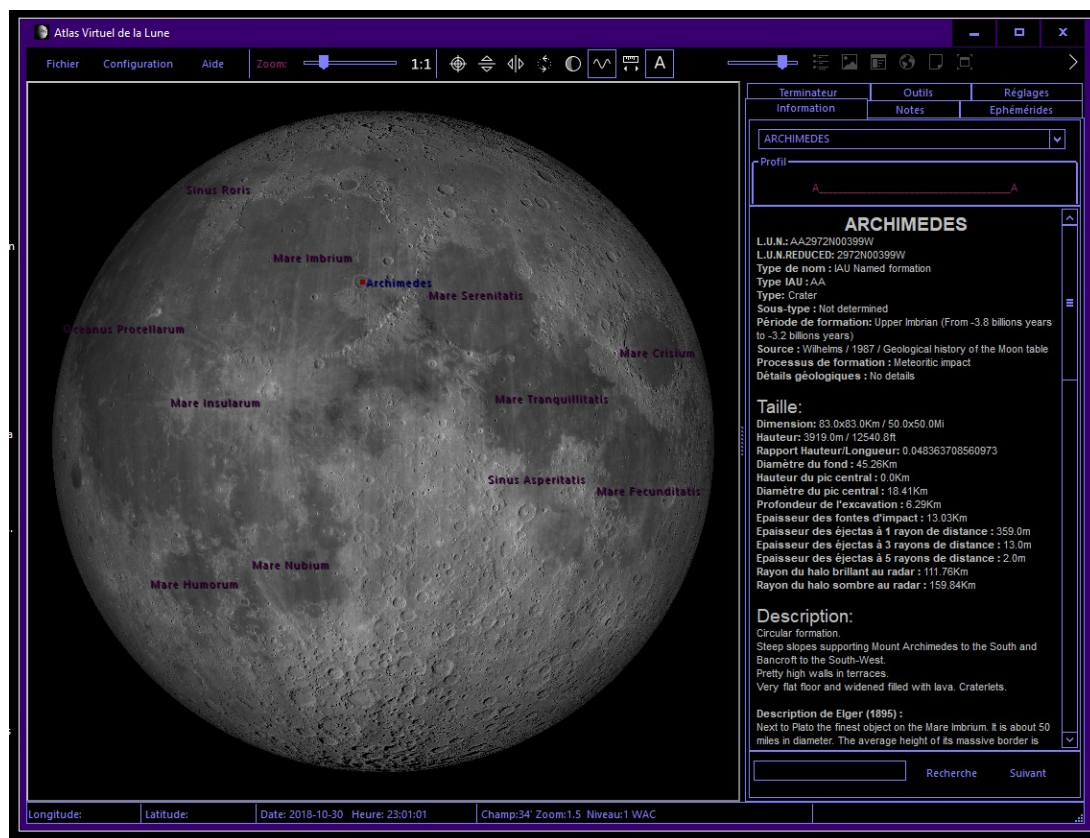 Atlas Virtuel de la Lune
Fichier Configuration Aide Zoom: 1:1 A
Terminateur Outils Réglages
Information Notes Ephémérides
ARCHIMEDES
Profil
A_______________________________A
ARCHIMEDES
L.U.N.: AA2972N00399W
L.U.N.REDUCED: 2972N00399W
Type de nom : IAU Named formation
Type IAU : AA
Type: Crater
Sous-type : Not determined
Période de formation: Upper Imbrian (From -3.8 billions years
to -3.2 billions years)
Source : Wilhelms / 1987 / Geological history of the Moon table
Processus de formation : Meteoritic impact
Détails géologiques : No details
Taille:
Dimension: 83.0x83.0Km / 50.0x50.0Mi
Hauteur: 3919.0m / 12540.8ft
Rapport Hauteur/Longueur: 0.048363708560973
Diamètre du fond : 45.26Km
Hauteur du pic central : 0.0Km
Diamètre du pic central : 18.41Km
Profondeur de l'excavation : 6.29Km
Epaisseur des fontes d'impact : 13.03Km
Epaisseur des éjectas à 1 rayon de distance : 359.0m
Epaisseur des éjectas à 3 rayons de distance : 13.0m
Epaisseur des éjectas à 5 rayons de distance : 2.0m
Rayon du halo brillant au radar : 111.76Km
Rayon du halo sombre au radar : 159.84Km
Description:
Circular formation.
Steep slopes supporting Mount Archimedes to the South and
Bancroft to the South-West.
Pretty high walls in terraces.
Very flat floor and widened filled with lava. Craterlets.
Description de Elger (1895) :
Next to Plato the finest object on the Mare Imbrium. It is about 50
miles in diameter. The average height of its massive border is
Recherche Suivant
Sinus Roris
Mare Imbrium
Archimedes
Mare Serenitatis
Oceanus Procellarum
Mare Crisium
Mare Insularum
Mare Tranquillitatis
Sinus Asperitatis
Mare Fecunditatis
Mare Nubium
Mare Humorum
Longitude: Latitude: Date: 2018-10-30 Heure: 23:01:01 Champ:34' Zoom:1.5 Niveau:1 WAC